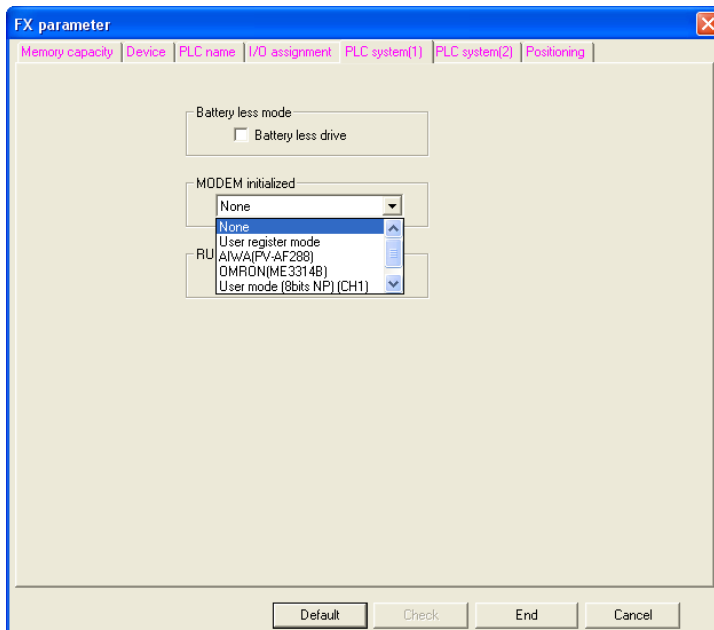 FX parameter
Memory capacity Device PLC name I/O assignment PLC system(1) PLC system(2) Positioning
Battery less mode
Battery less drive
MODEM initialized
None
None
User register mode
RU AIWA(PV-AF288)
OMRON(ME3314B)
User mode (8bits NP) (CH1)
Default Check End Cancel